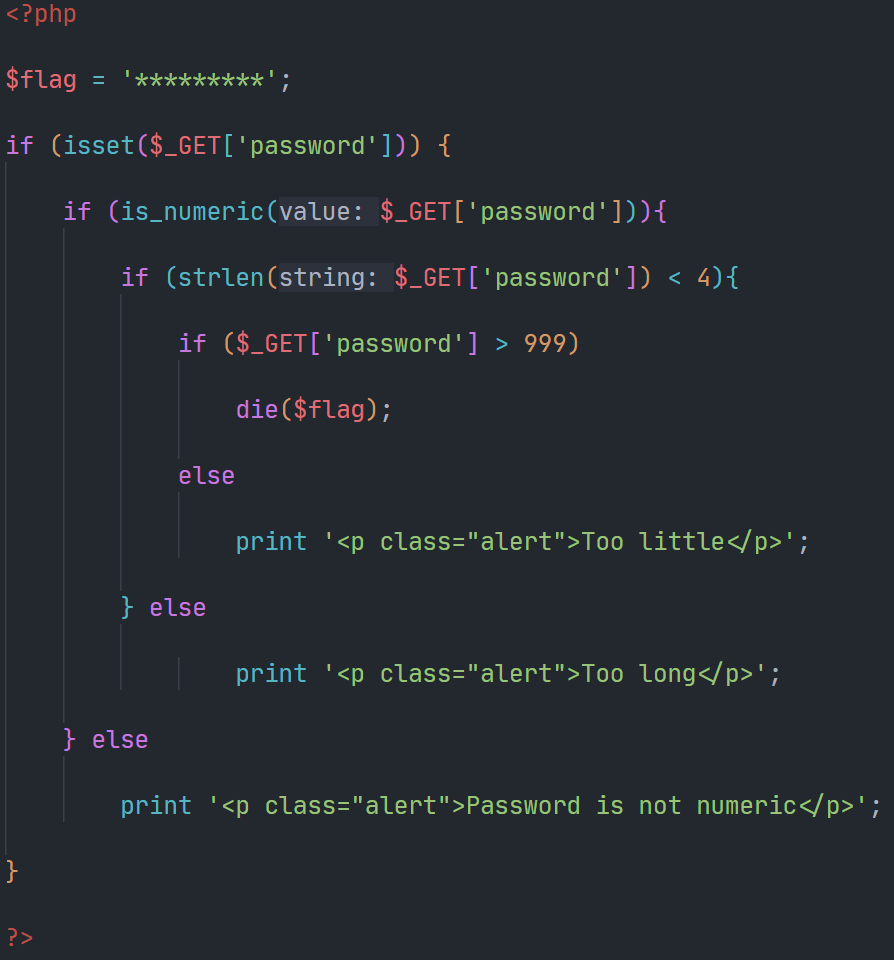 <?php
$flag = '*********';
if (isset($_GET['password'])) {
if (is_numeric(value: $_GET['password'])){
if (strlen(string: $_GET['password']) < 4){
if ($_GET['password'] > 999)
die($flag);
else
print '<p class="alert">Too little</p>';
} else
print '<p class="alert">Too long</p>';
} else
print '<p class="alert">Password is not numeric</p>';
}
?>